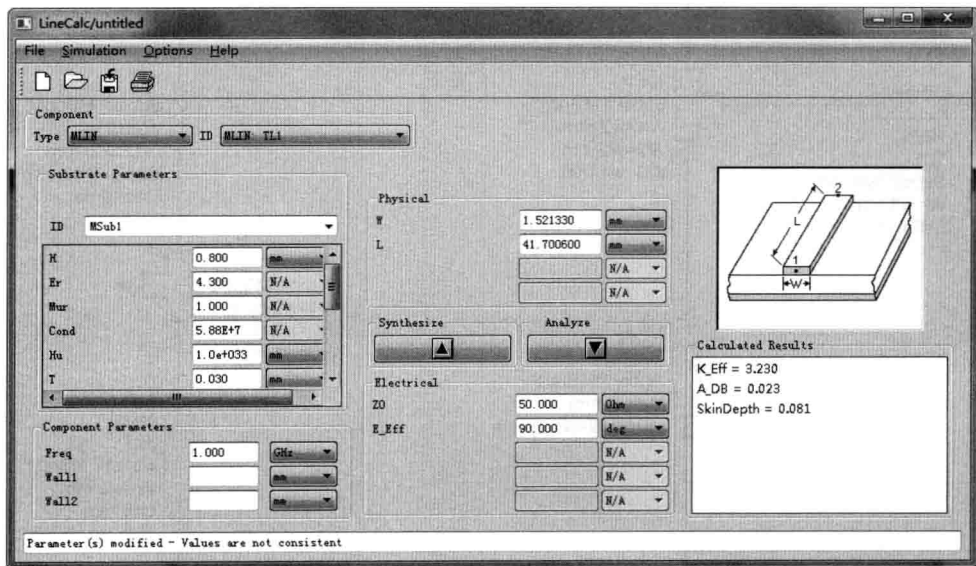 LineCalc/untitled
File Simulation Options Help
Component
Type MLIN ID MLIN: TL1
Substrate Parameters
ID MSub1
H 0.800 mm
Er 4.300 N/A
Mur 1.000 N/A
Cond 5.88E+7 N/A
Hu 1.0e+033 mm
T 0.030 mm
Component Parameters
Freq 1.000 GHz
Wall1 mm
Wall2 mm
Physical
W 1.521330 mm
L 41.700600 mm
N/A
N/A
Synthesize Analyze
Electrical
Z0 50.000 Ohm
E_Eff 90.000 deg
N/A
N/A
N/A
2
L
1
W
Calculated Results
K_Eff = 3.230
A_DB = 0.023
SkinDepth = 0.081
Parameter(s) modified - Values are not consistent